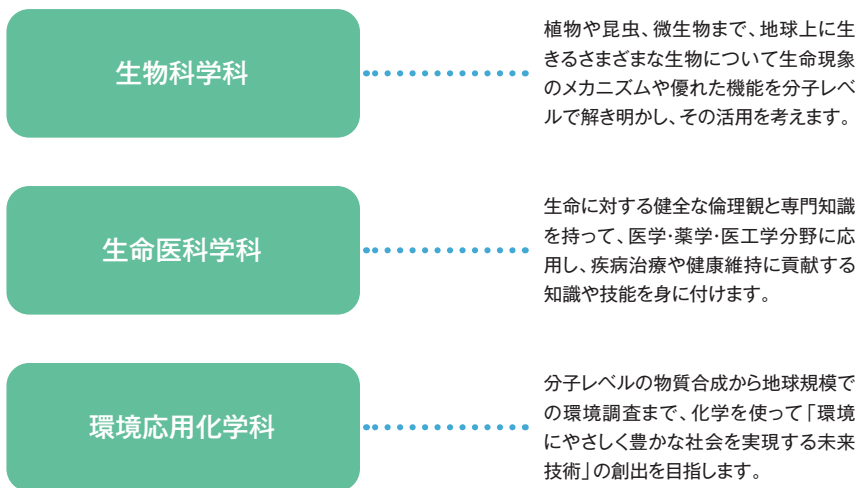 生物科学科
植物や昆虫、微生物まで、地球上に生
きるさまざまな生物について生命現象
のメカニズムや優れた機能を分子レベ
ルで解き明かし、その活用を考えます。
生命医科学科
生命に対する健全な倫理観と専門知識
を持って、医学・薬学・医工学分野に応
用し、疾病治療や健康維持に貢献する
知識や技能を身に付けます。
環境応用化学科
分子レベルの物質合成から地球規模で
の環境調査まで、化学を使って「環境
にやさしく豊かな社会を実現する未来
技術」の創出を目指します。